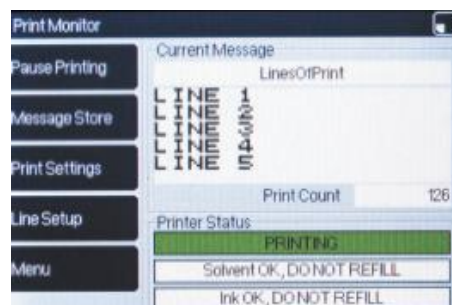 Print Monitor
Pause Printing
Message Store
Print Settings
Line Setup
Menu
Current Message
LinesOfPrint
LINE 1
LINE 2
LINE 3
LINE 4
LINE 5
Print Count 126
Printer Status
PRINTING
Solvent OK, DO NOT REFILL
Ink OK, DO NOT REFILL